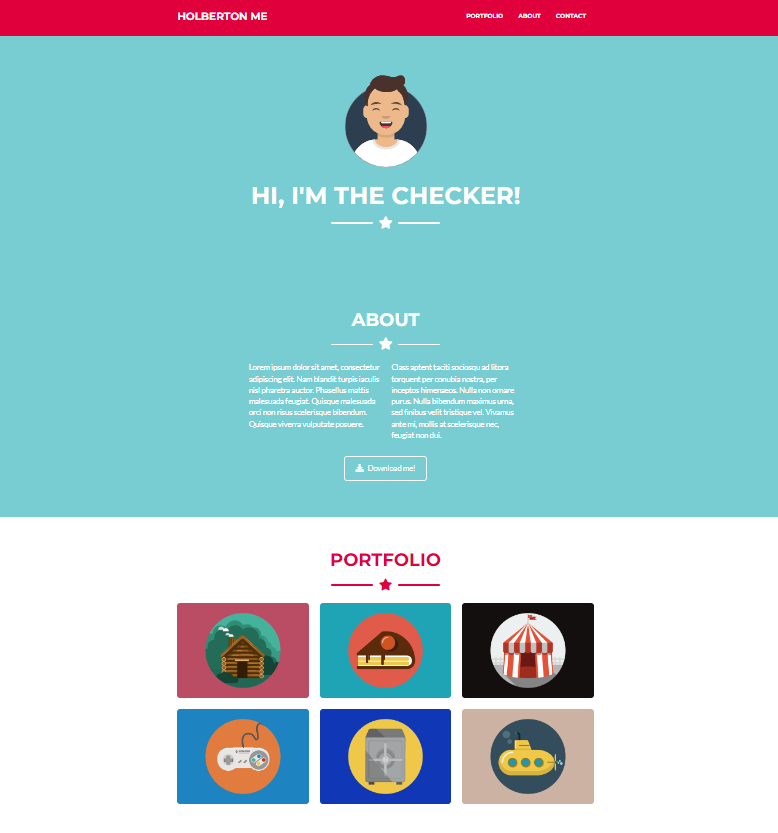 HOLBERTON ME
PORTFOLIO ABOUT CONTACT
HI, I'M THE CHECKER!
ABOUT
Lorem ipsum dolor sit amet, consectetur
adipiscing elit. Nam blandit turpis iaculis
nisl pharetra auctor. Phasellus mattis
malesuada feugiat. Quisque malesuada
orci non risus scelerisque bibendum.
Quisque viverra vulputate posuere.
Class aptent taciti sociosqu ad litora
torquent per conubia nostra, per
inceptos himenaeos. Nulla non ornare
purus. Nulla bibendum maximus urna,
sed finibus velit tristique vel. Vivamus
ante mi, mollis at scelerisque nec,
feugiat non dui.
Download me!
PORTFOLIO